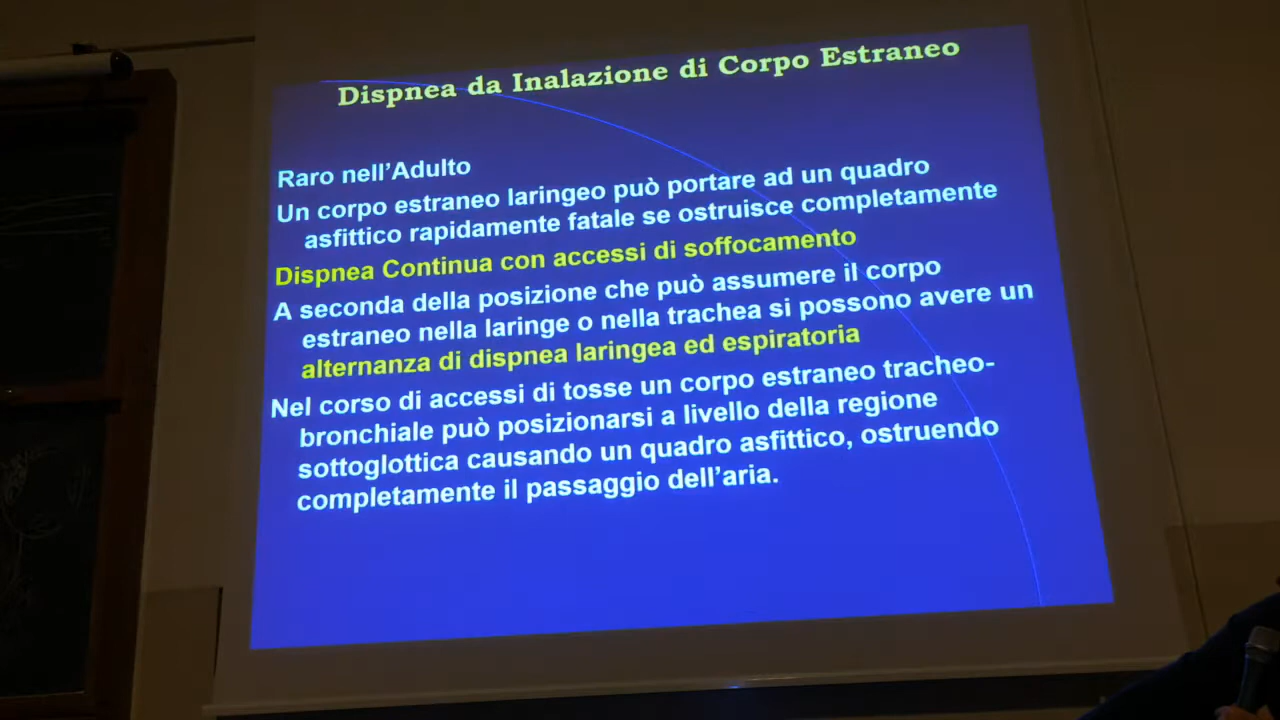 Dispnea da Inalazione di Corpo Estraneo
Raro nell'Adulto
Un corpo estraneo laringeo può portare ad un quadro
asfittico rapidamente fatale se ostruisce completamente
Dispnea Continua con accessi di soffocamento
A seconda della posizione che può assumere il corpo
estraneo nella laringe o nella trachea si possono avere un
alternanza di dispnea laringea ed espiratoria
Nel corso di accessi di tosse un corpo estraneo tracheo-
bronchiale può posizionarsi a livello della regione
sottoglottica causando un quadro asfittico, ostruendo
completamente il passaggio dell'aria.